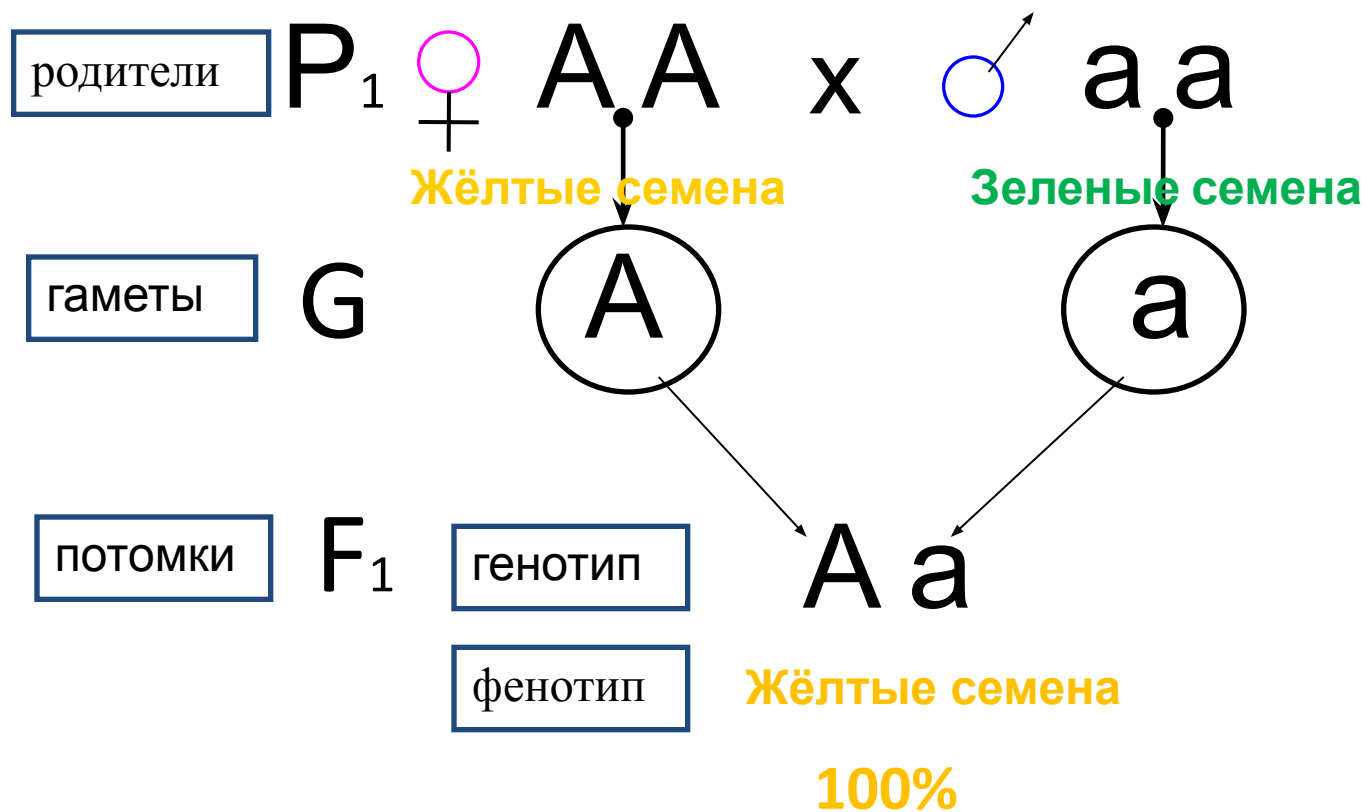 родители P1 ♀ A A x ♂ a a
Жёлтые семена Зеленые семена
гаметы G A a
потомки F1 генотип A a
фенотип Жёлтые семена
100%